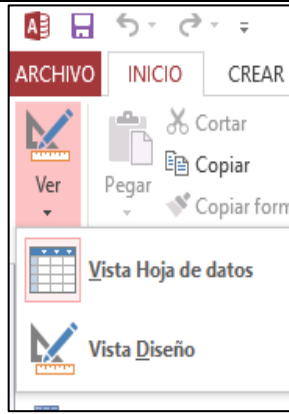 ARCHIVO INICIO CREAR
Cortar
Copiar
Ver Pegar
Copiar form
Vista Hoja de datos
Vista Diseño